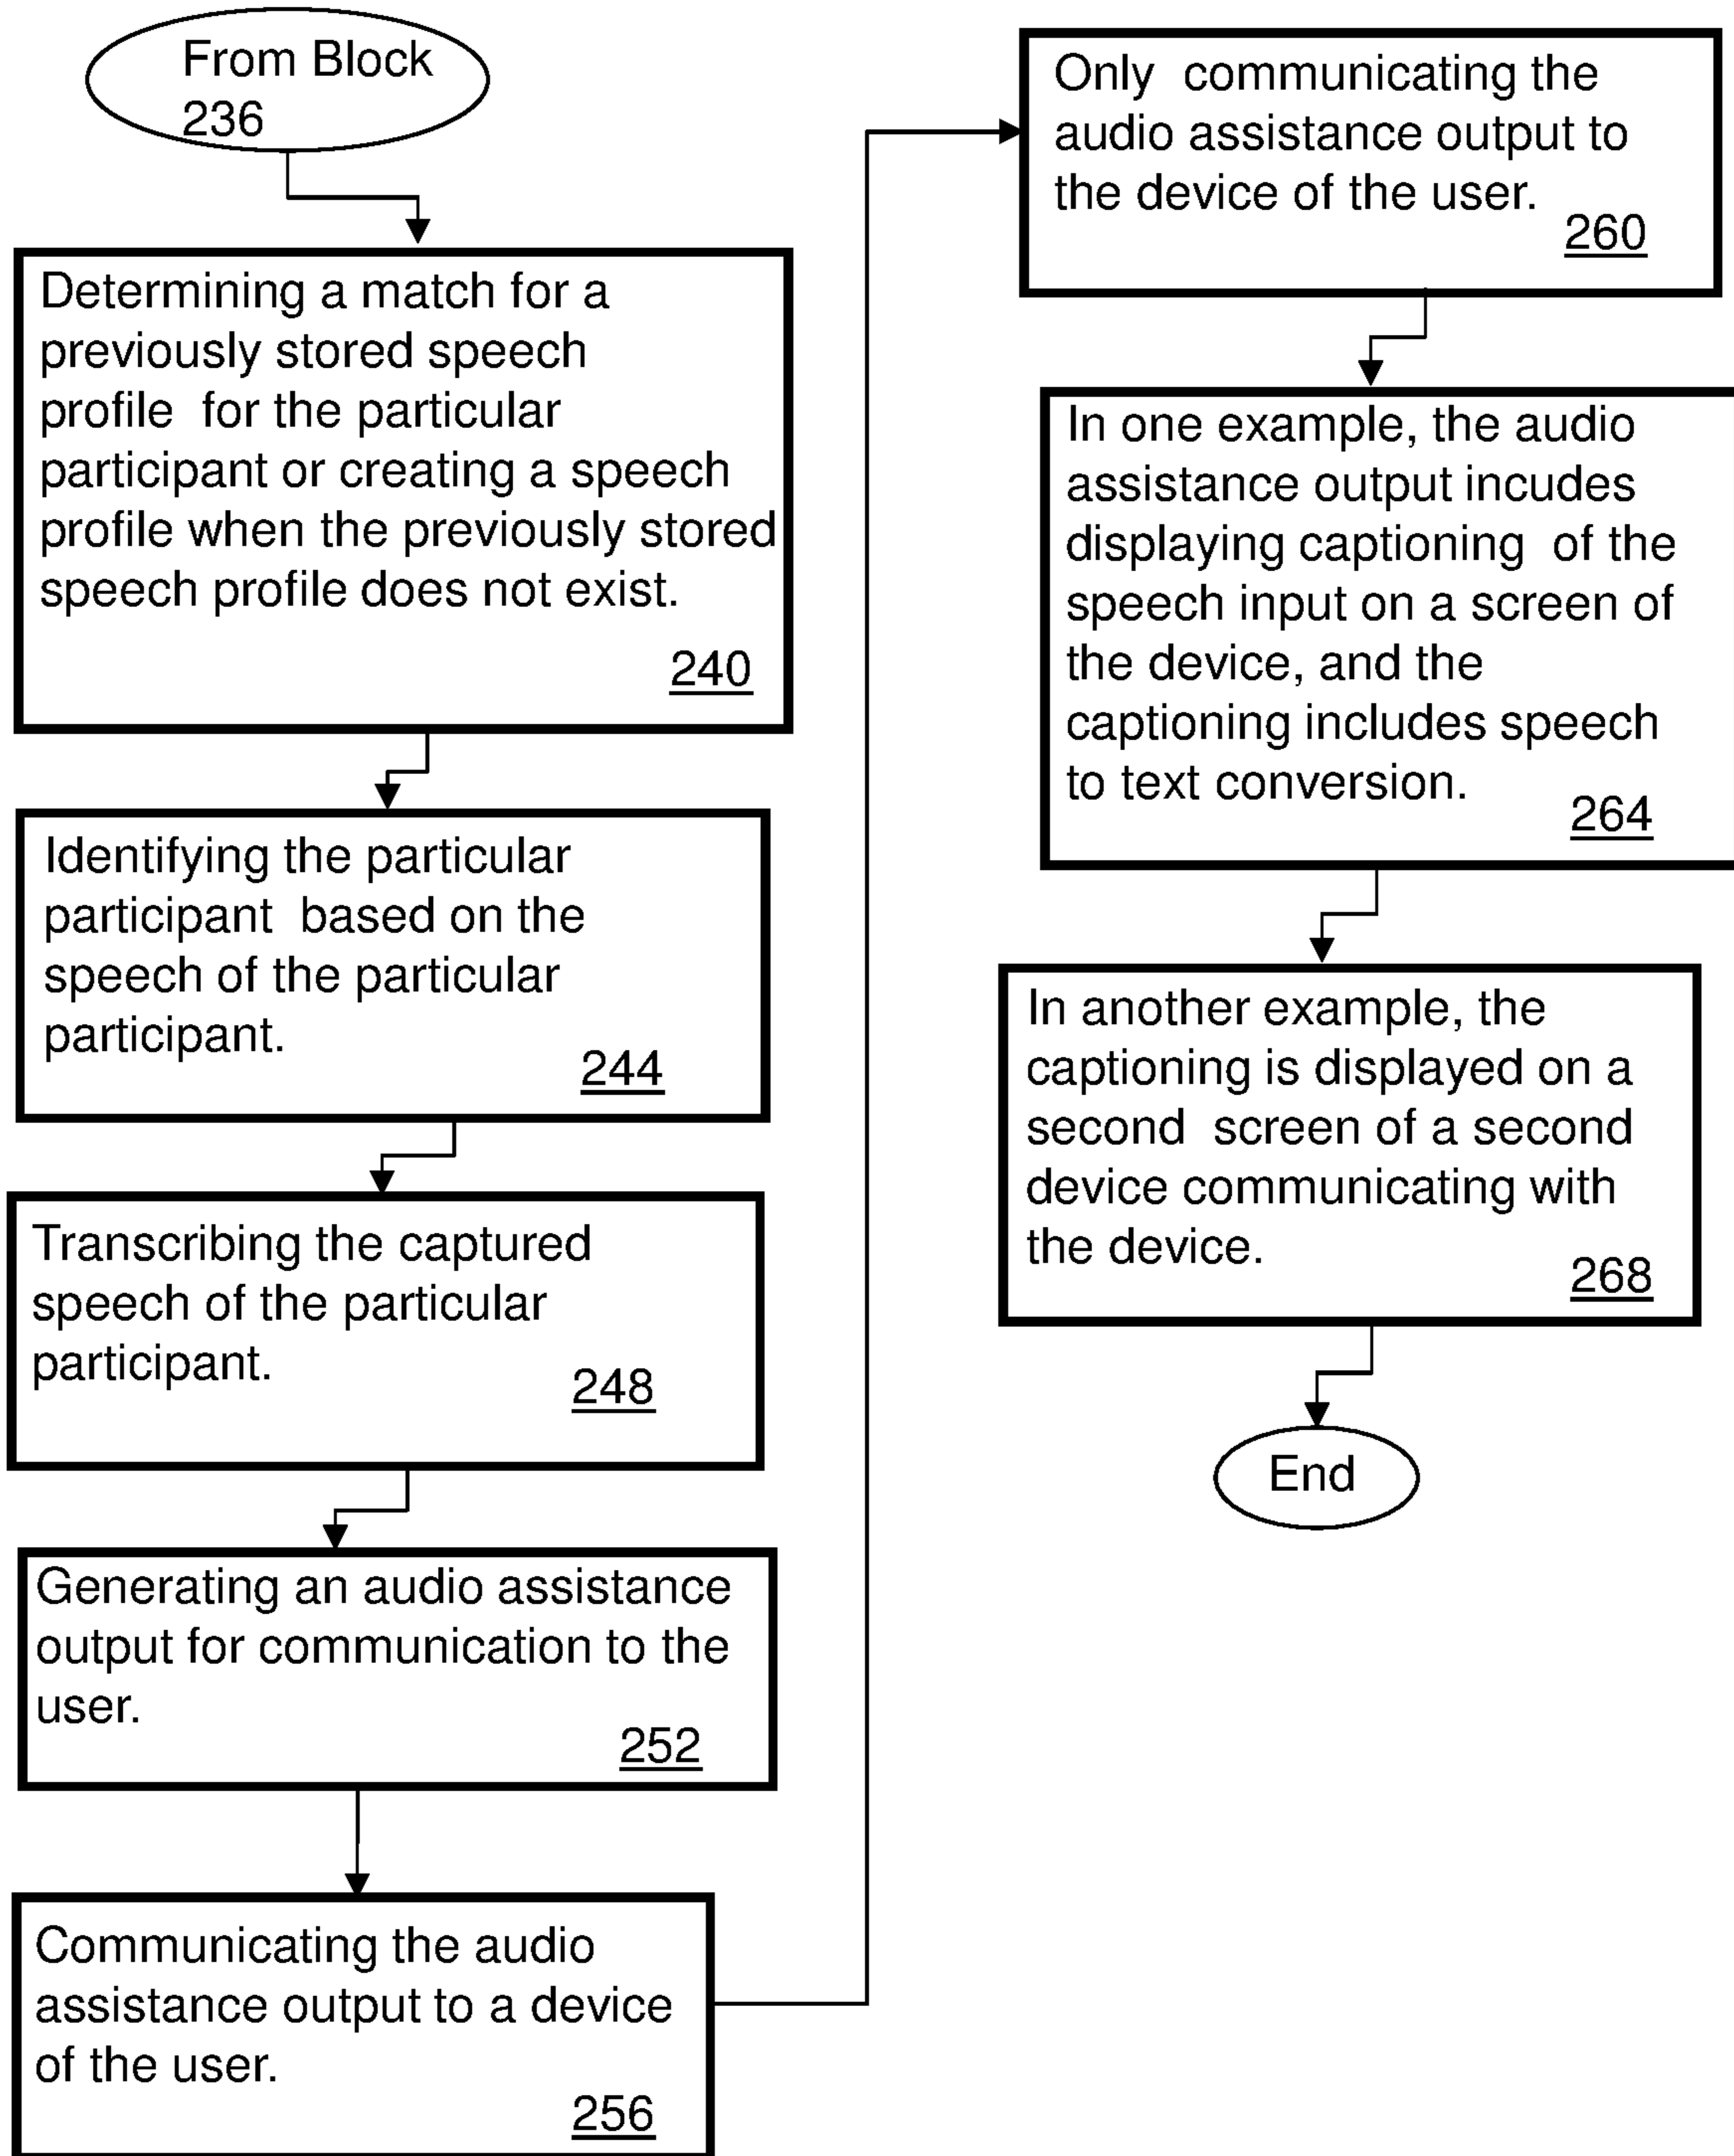 From Block
236
Determining a match for a
previously stored speech
profile for the particular
participant or creating a speech
profile when the previously stored
speech profile does not exist.
240
Identifying the particular
participant based on the
speech of the particular
participant.
244
Transcribing the captured
speech of the particular
participant.
248
Generating an audio assistance
output for communication to the
user.
252
Communicating the audio
assistance output to a device
of the user.
256
Only communicating the
audio assistance output to
the device of the user.
260
In one example, the audio
assistance output incudes
displaying captioning of the
speech input on a screen of
the device, and the
captioning includes speech
to text conversion.
264
In another example, the
captioning is displayed on a
second screen of a second
device communicating with
the device.
268
End